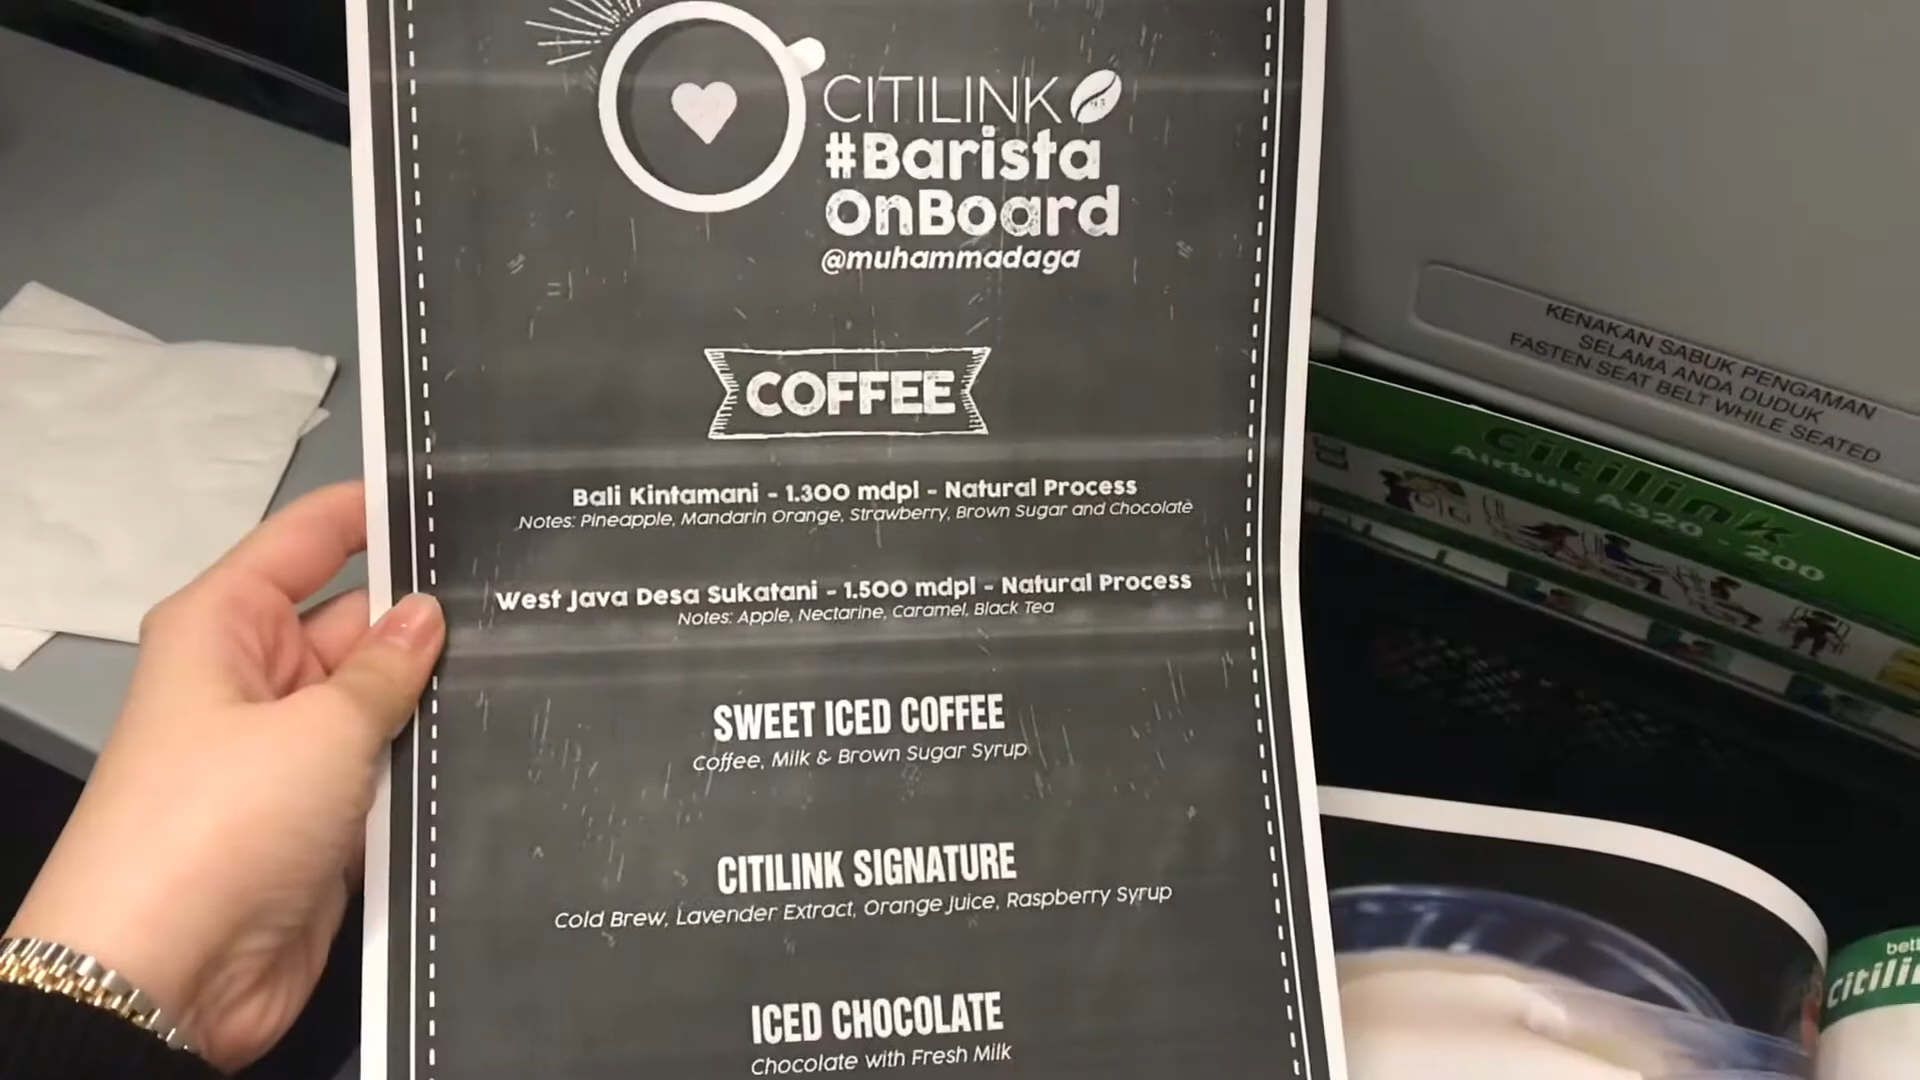 CITILINK
#Barista
OnBoard
@muhammadaga
COFFEE
Bali Kintamani - 1.300 mdpl - Natural Process
Notes: Pineapple, Mandarin Orange, Strawberry, Brown Sugar and Chocolate
West Java Desa Sukatani - 1.500 mdpl - Natural Process
Notes: Apple, Nectarine, Caramel, Black Tea
SWEET ICED COFFEE
Coffee, Milk & Brown Sugar Syrup
CITILINK SIGNATURE
Cold Brew, Lavender Extract, Orange Juice, Raspberry Syrup
ICED CHOCOLATE
Chocolate with Fresh Milk
KENAKAN SABUK PENGAMAN
SELAMA ANDA DUDUK
FASTEN SEAT BELT WHILE SEATED
Citilink
Airbus A320 - 200